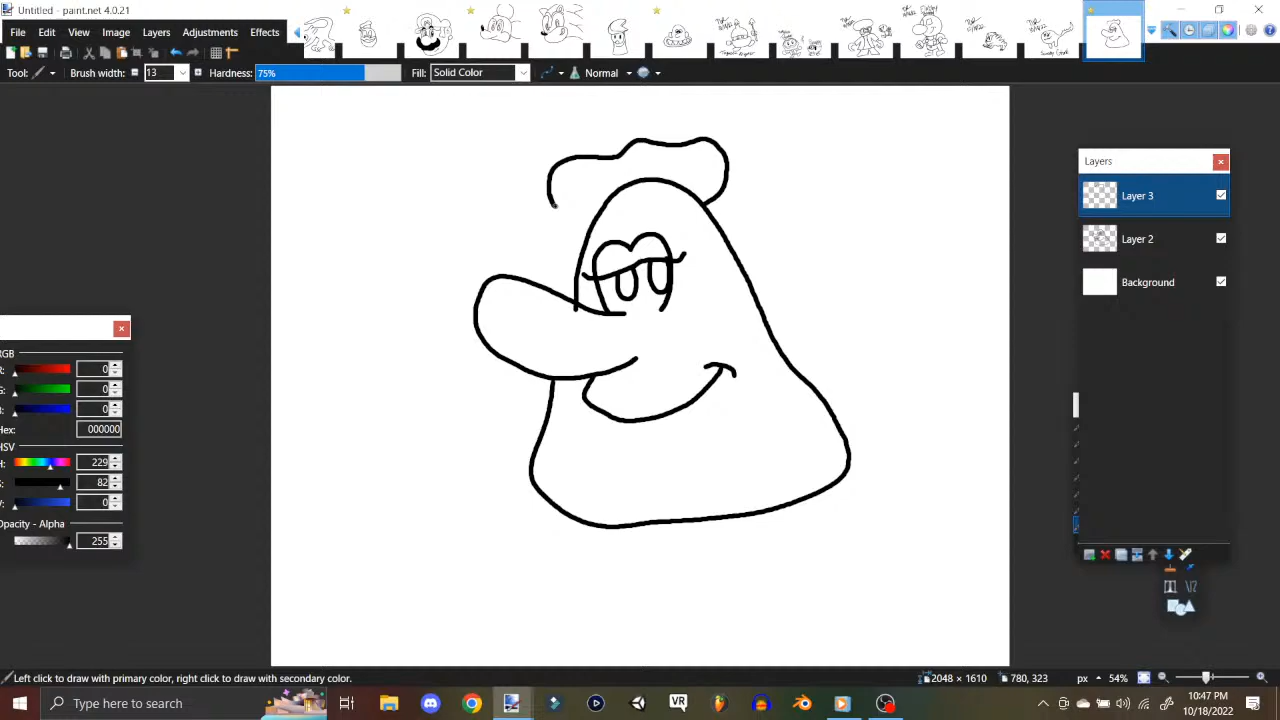 Untitled - paint.net 4.0.21
File Edit View Image Layers Adjustments Effects
Tool: Brush width: 13 Hardness: 75% Fill: Solid Color Normal
Layers
Layer 3
Layer 2
Background
RGB
R: 0
G: 0
B: 0
Hex: 000000
HSV
H: 229
S: 82
V: 0
Opacity - Alpha
255
Left click to draw with primary color, right click to draw with secondary color.
2048 × 1610 780, 323 px 54%
Type here to search
VR
10:47 PM
10/18/2022